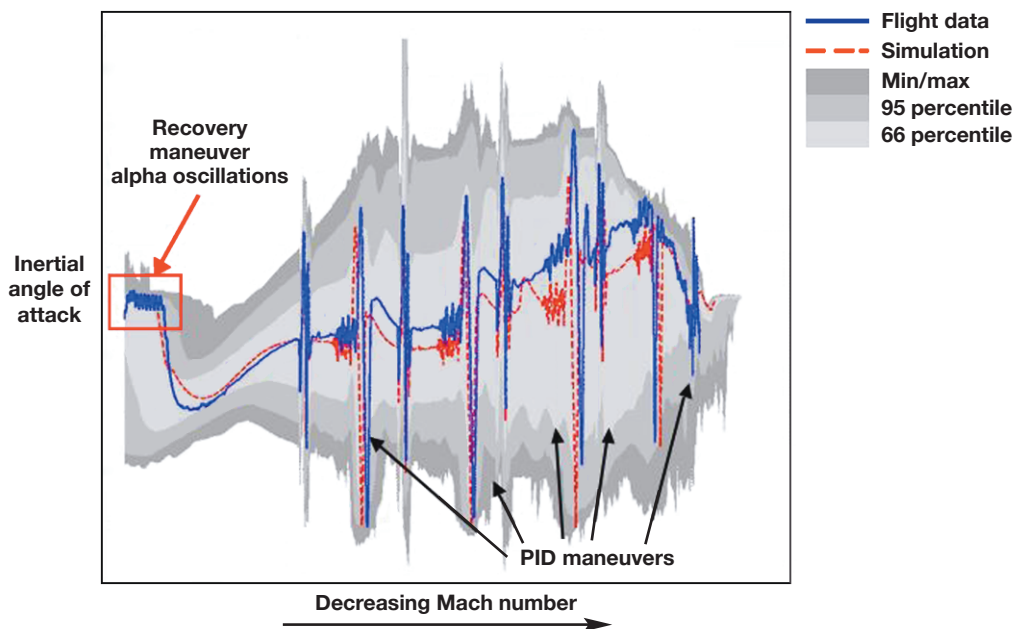 Flight data
Simulation
Min/max
95 percentile
66 percentile
Recovery
maneuver
alpha oscillations
Inertial
angle of
attack
PID maneuvers
Decreasing Mach number